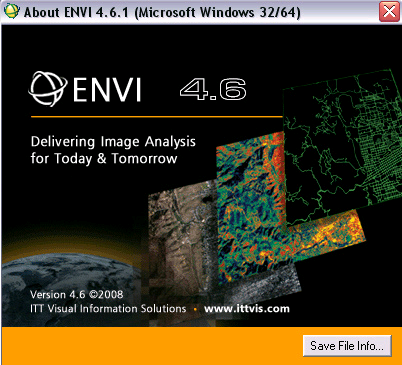 About ENVI 4.6.1 (Microsoft Windows 32/64)
ENVI 4.6
Delivering Image Analysis
for Today & Tomorrow
Version 4.6 ©2008
ITT Visual Information Solutions • www.ittvis.com
Save File Info...